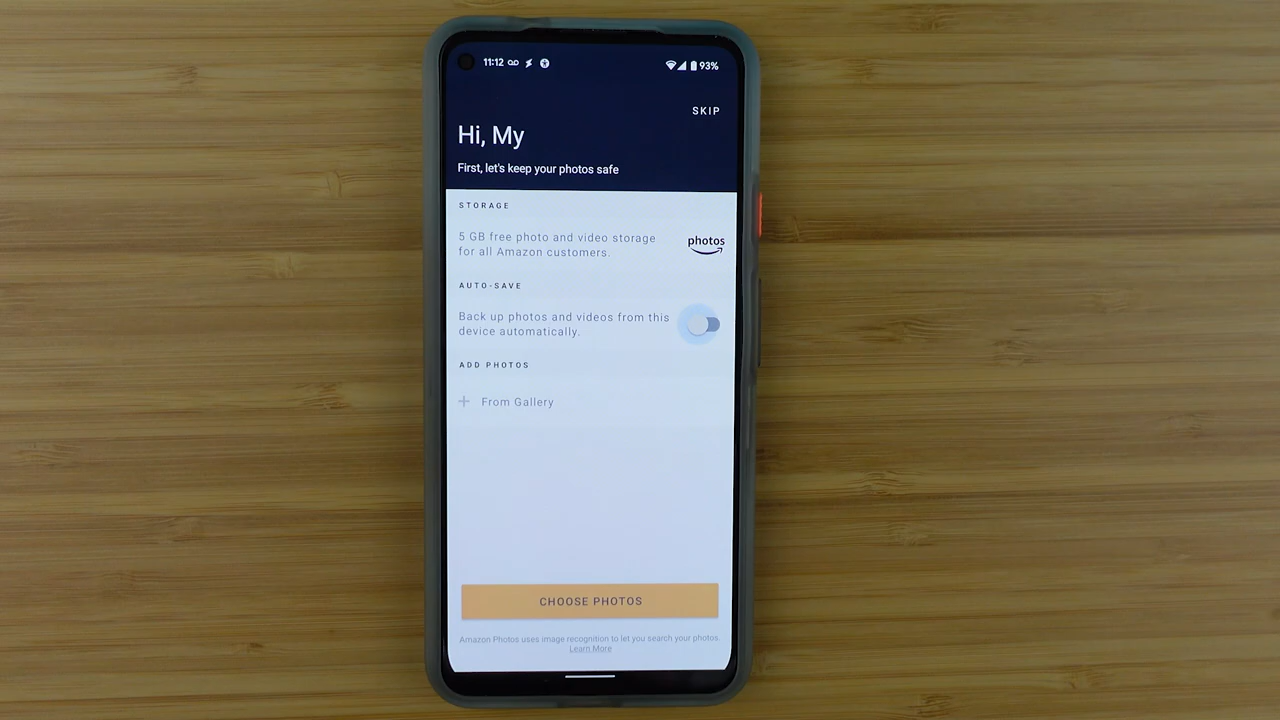 11:12
93%
SKIP
Hi, My
First, let's keep your photos safe
STORAGE
5 GB free photo and video storage
for all Amazon customers.
photos
AUTO-SAVE
Back up photos and videos from this
device automatically.
ADD PHOTOS
+ From Gallery
CHOOSE PHOTOS
Amazon Photos uses image recognition to let you search your photos.
Learn More